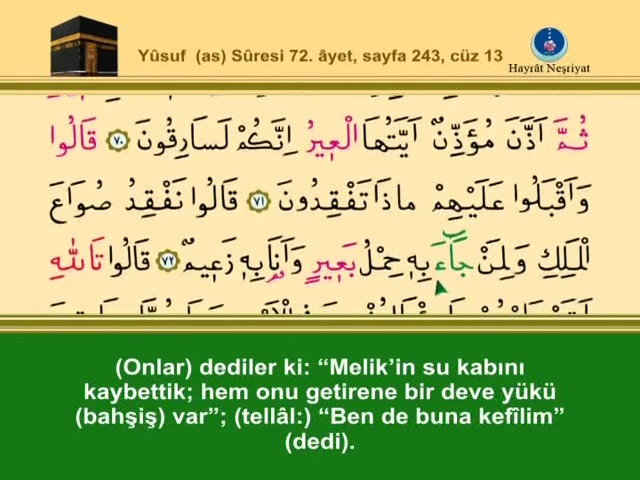 Yûsuf (as) Sûresi 72. âyet, sayfa 243, cüz 13
Hayrât Neşriyat
ثُمَّ اَذَّنَ مُؤَذِّنٌ اَيَّتُهَا الْعِيرُ اِنَّكُمْ لَسَارِقُونَ ﴿٧٠﴾ قَالُوا
وَاَقْبَلُوا عَلَيْهِمْ مَاذَا تَفْقِدُونَ ﴿٧١﴾ قَالُوا نَفْقِدُ صُوَاعَ
الْمَلِكِ وَلِمَنْ جَٓاءَ بِهٖ حِمْلُ بَعٖيرٍ وَاَنَا بِهٖ زَعٖيمٌ ﴿٧٢﴾ قَالُوا تَاللّٰهِ
(Onlar) dediler ki: “Melik’in su kabını
kaybettik; hem onu getirene bir deve yükü
(bahşiş) var”; (tellâl:) “Ben de buna kefîlim”
(dedi).